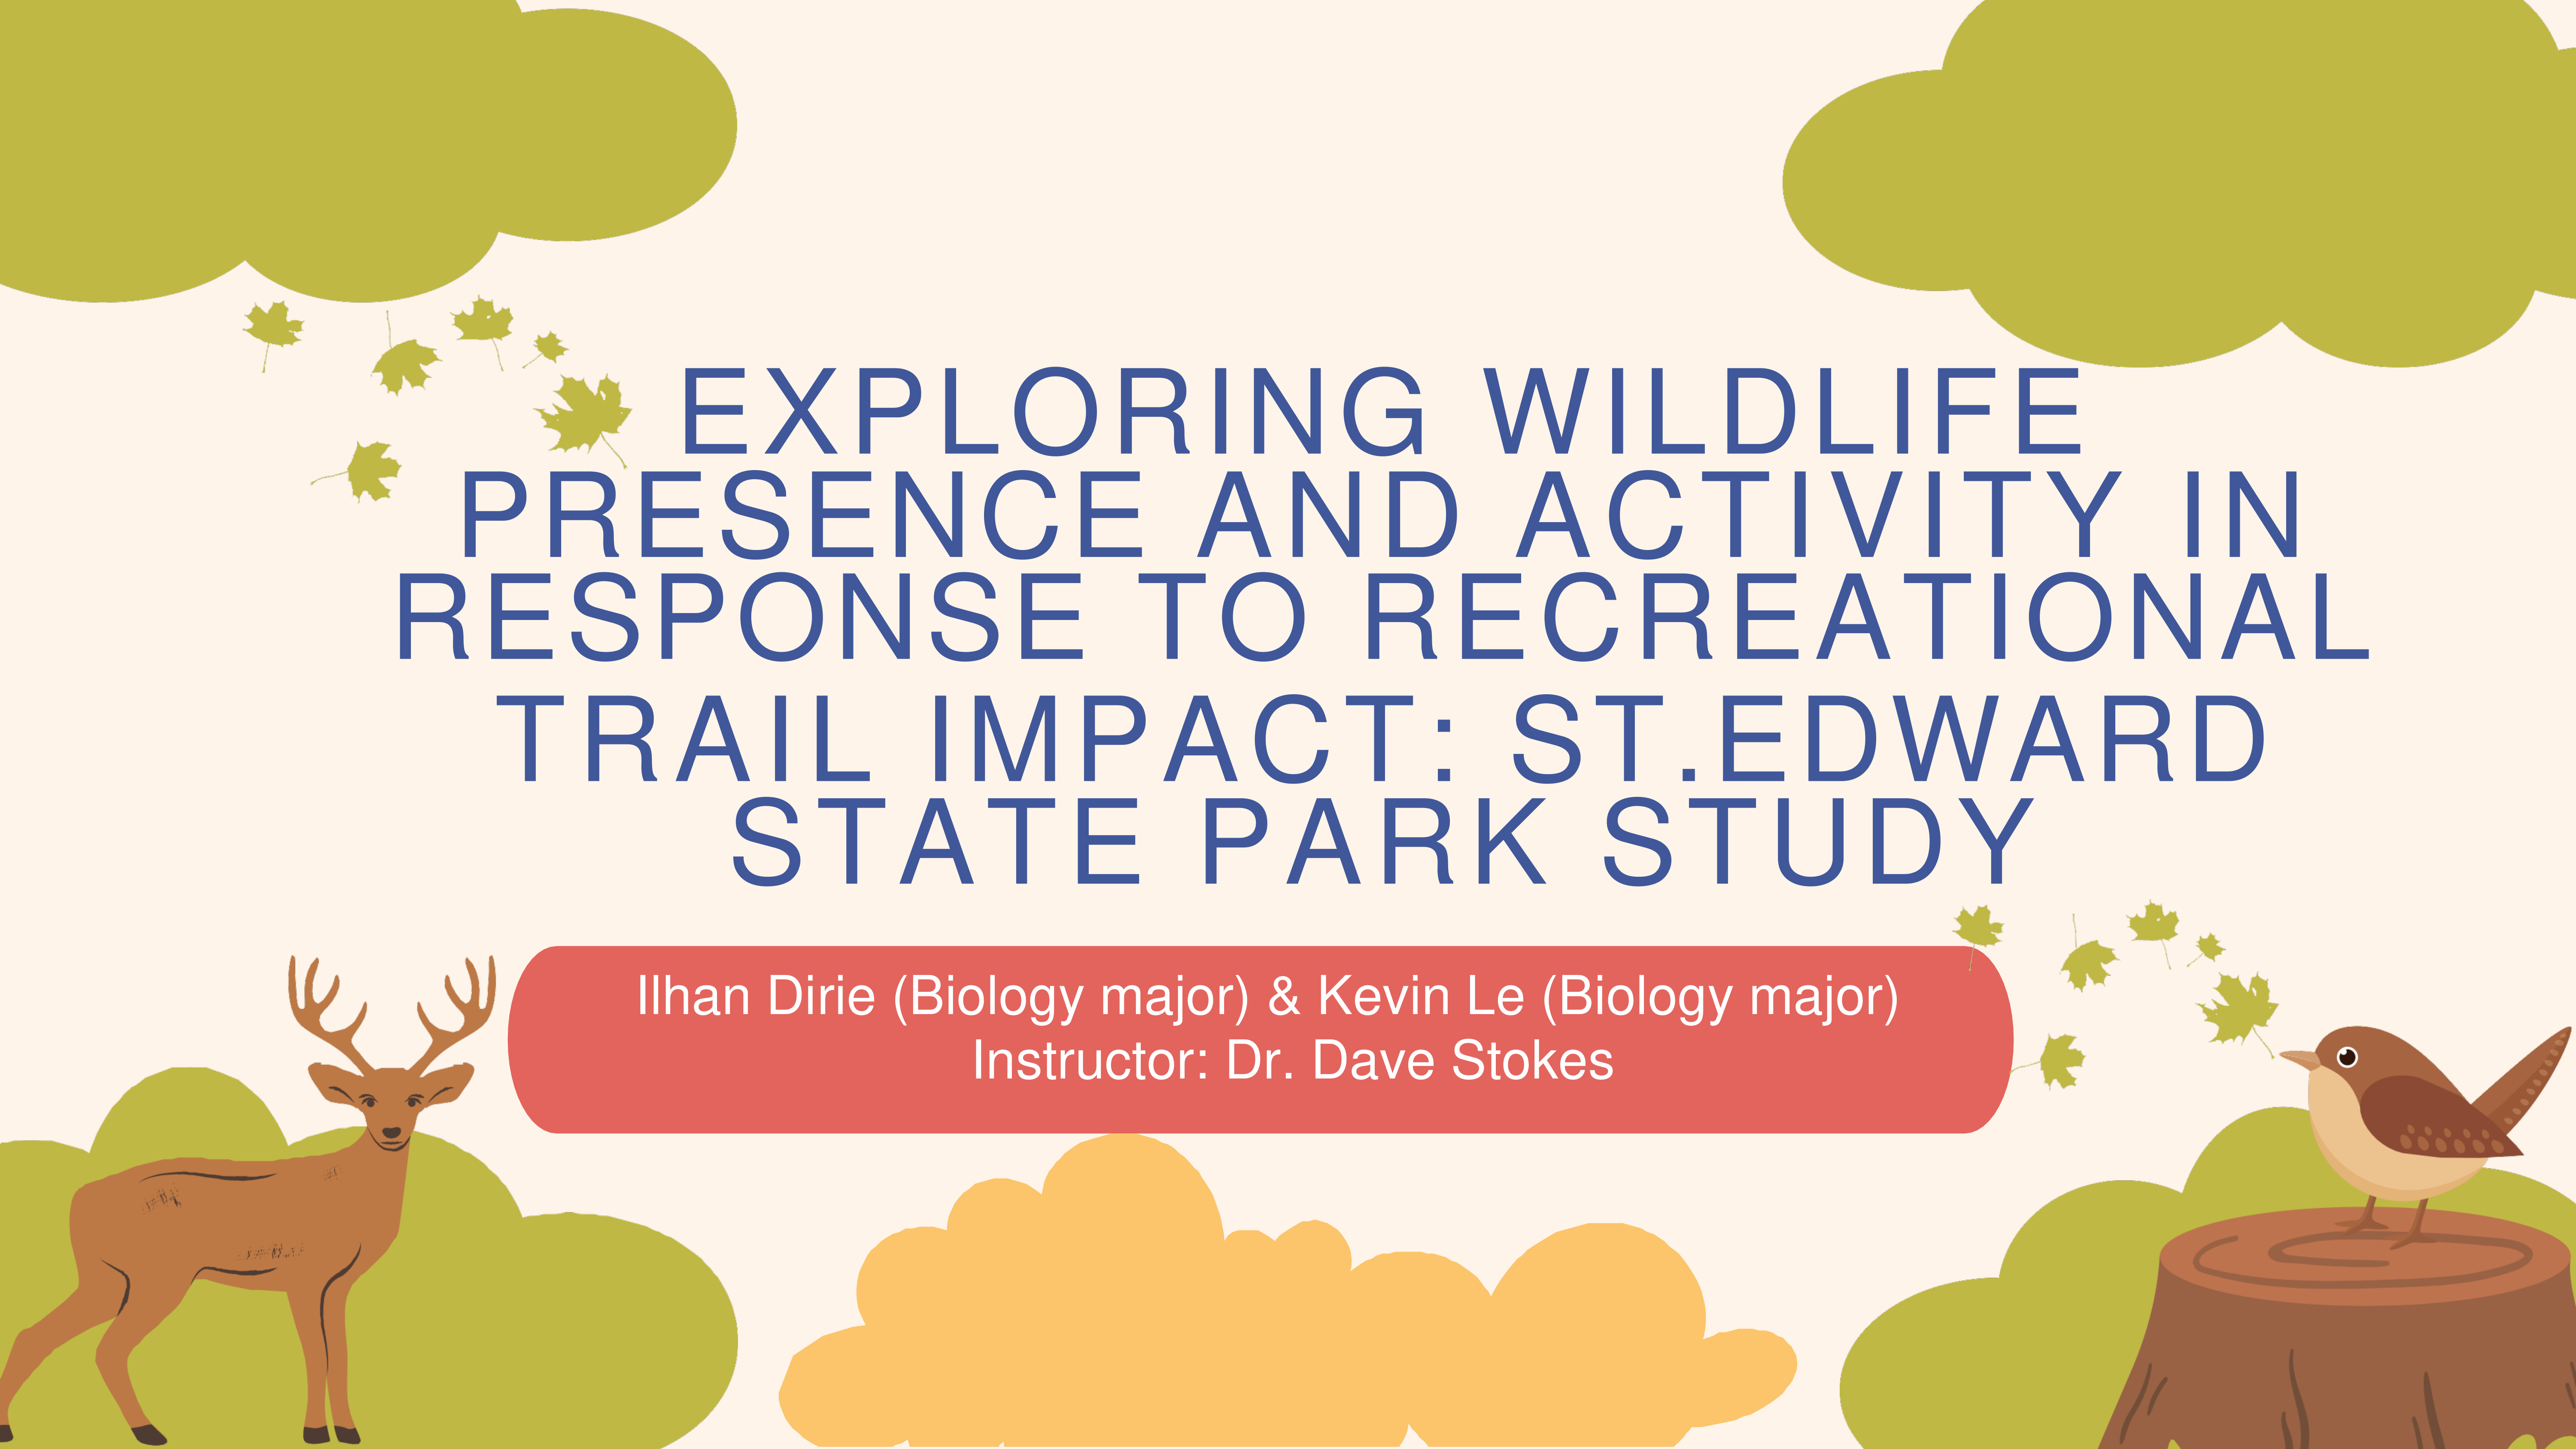 EXPLORING WILDLIFE
PRESENCE AND ACTIVITY IN
RESPONSE TO RECREATIONAL
TRAIL IMPACT: ST.EDWARD
STATE PARK STUDY
Ilhan Dirie (Biology major) & Kevin Le (Biology major)
Instructor: Dr. Dave Stokes